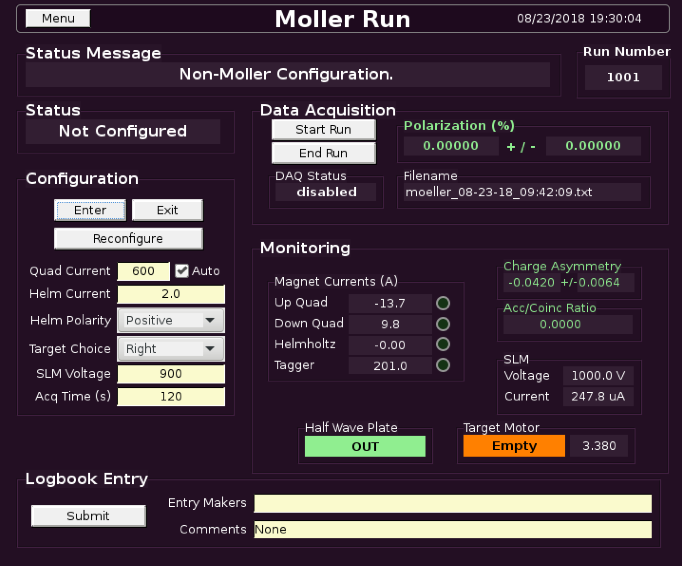 Menu
Moller Run
08/23/2018 19:30:04
Status Message
Non-Moller Configuration.
Run Number
1001
Status
Not Configured
Data Acquisition
Start Run
End Run
Polarization (%)
0.00000 + / - 0.00000
DAQ Status
disabled
Filename
moeller_08-23-18_09:42:09.txt
Configuration
Enter Exit
Reconfigure
Quad Current 600 Auto
Helm Current 2.0
Helm Polarity Positive
Target Choice Right
SLM Voltage 900
Acq Time (s) 120
Monitoring
Magnet Currents (A)
Up Quad -13.7
Down Quad 9.8
Helmholtz -0.00
Tagger 201.0
Charge Asymmetry
-0.0420 +/-0.0064
Acc/Coinc Ratio
0.0000
SLM
Voltage 1000.0 V
Current 247.8 uA
Half Wave Plate
OUT
Target Motor
Empty 3.380
Logbook Entry
Submit
Entry Makers
Comments None